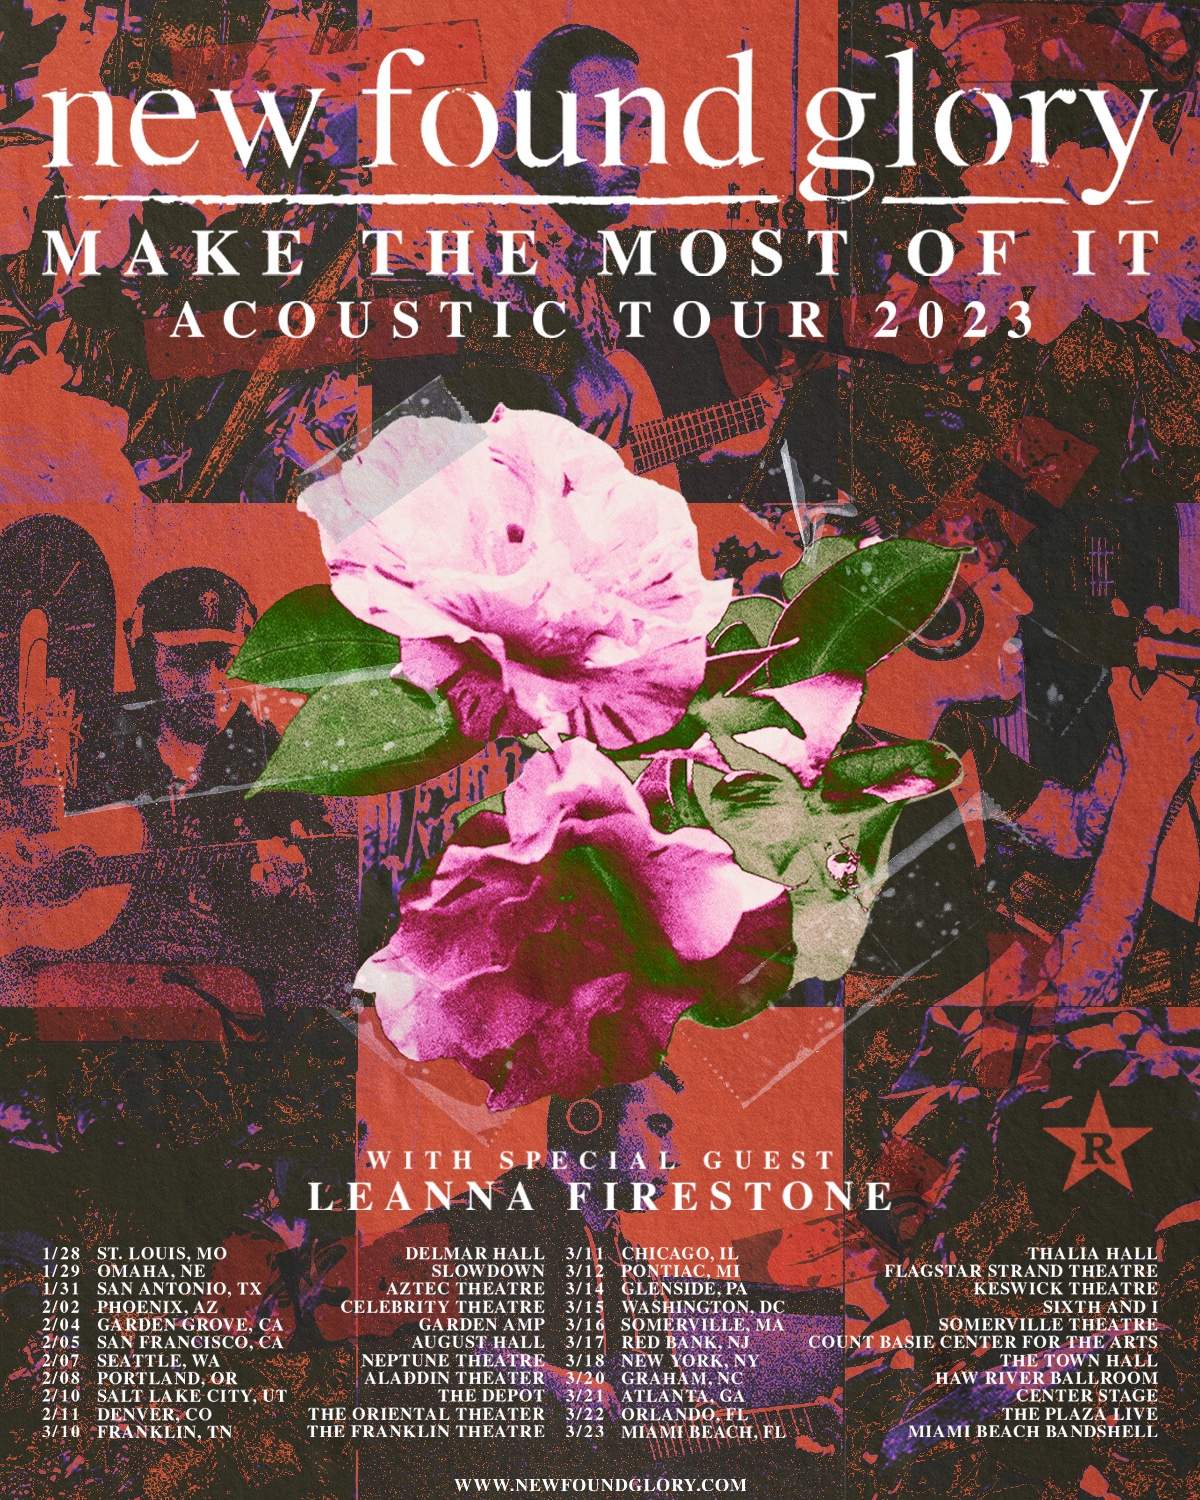 new found glory
MAKE THE MOST OF IT
ACOUSTIC TOUR 2023
R
WITH SPECIAL GUEST
LEANNA FIRESTONE
1/28 ST. LOUIS, MO DELMAR HALL
1/29 OMAHA, NE SLOWDOWN
1/31 SAN ANTONIO, TX AZTEC THEATRE
2/02 PHOENIX, AZ CELEBRITY THEATRE
2/04 GARDEN GROVE, CA GARDEN AMP
2/05 SAN FRANCISCO, CA AUGUST HALL
2/07 SEATTLE, WA NEPTUNE THEATRE
2/08 PORTLAND, OR ALADDIN THEATER
2/10 SALT LAKE CITY, UT THE DEPOT
2/11 DENVER, CO THE ORIENTAL THEATER
3/10 FRANKLIN, TN THE FRANKLIN THEATRE
3/11 CHICAGO, IL THALIA HALL
3/12 PONTIAC, MI FLAGSTAR STRAND THEATRE
3/14 GLENSIDE, PA KESWICK THEATRE
3/15 WASHINGTON, DC SIXTH AND I
3/16 SOMERVILLE, MA SOMERVILLE THEATRE
3/17 RED BANK, NJ COUNT BASIE CENTER FOR THE ARTS
3/18 NEW YORK, NY THE TOWN HALL
3/20 GRAHAM, NC HAW RIVER BALLROOM
3/21 ATLANTA, GA CENTER STAGE
3/22 ORLANDO, FL THE PLAZA LIVE
3/23 MIAMI BEACH, FL MIAMI BEACH BANDSHELL
WWW.NEWFOUNDGLORY.COM